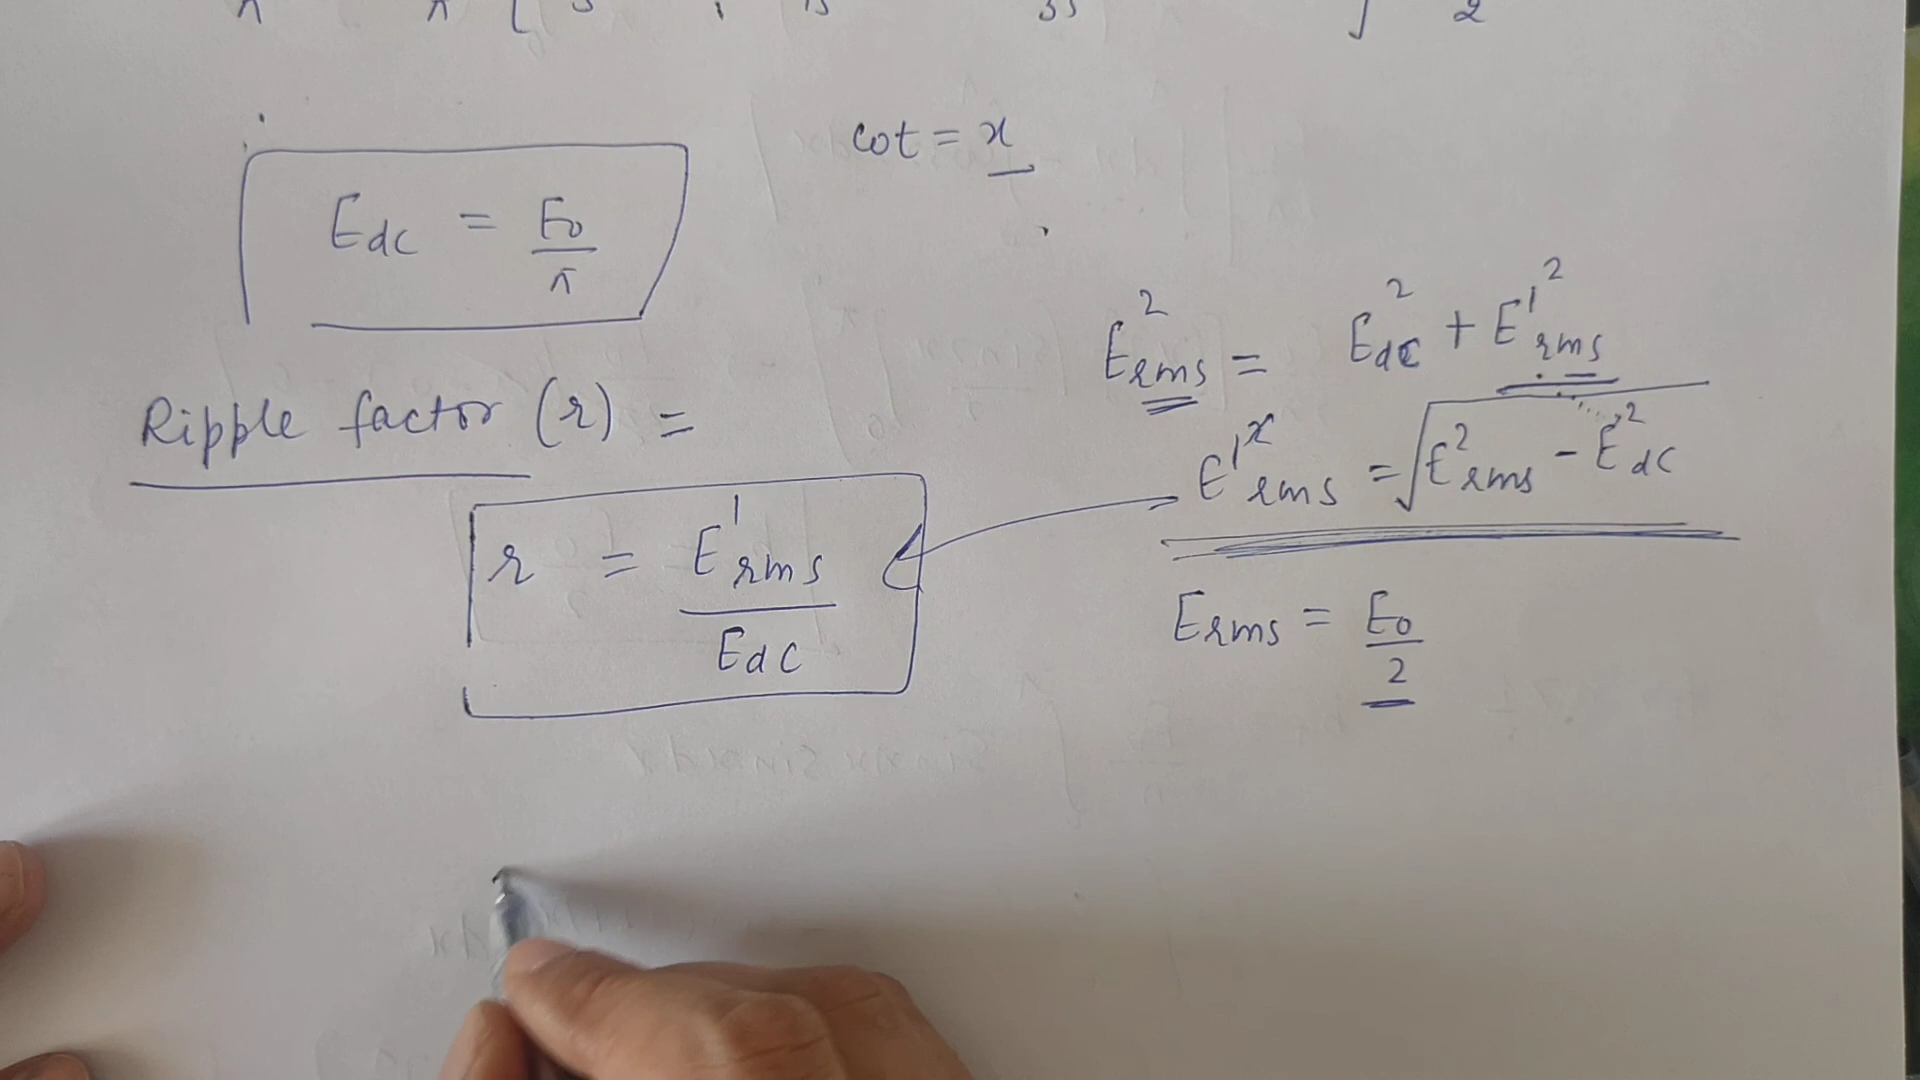 cot = x
Edc = E0/π
E²rms = E²dc + E'²rms
Ripple factor (r) =
E'rms = √E²rms - E²dc
r = E'rms/Edc
Erms = E0/2